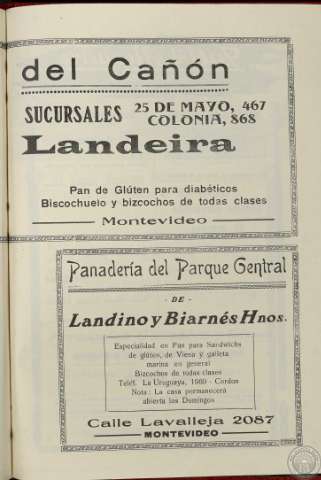 del Cañón
SUCURSALES 25 DE MAYO, 467
COLONIA, 868
Landeira
Pan de Glúten para diabéticos
Biscochuelo y bizcochos de todas clases
Montevideo
Panadería del Parque Central
DE
Landino y Biarnés Hnos.
Especialidad en Pan para Sandwichs
de glúten, de Viena y galleta
marina en general
Bizcochos de todas clases
Teléf. La Uruguaya, 1060 - Cordon
Nota: La casa permanecerá
abierta los Domingos
Calle Lavalleja 2087
MONTEVIDEO